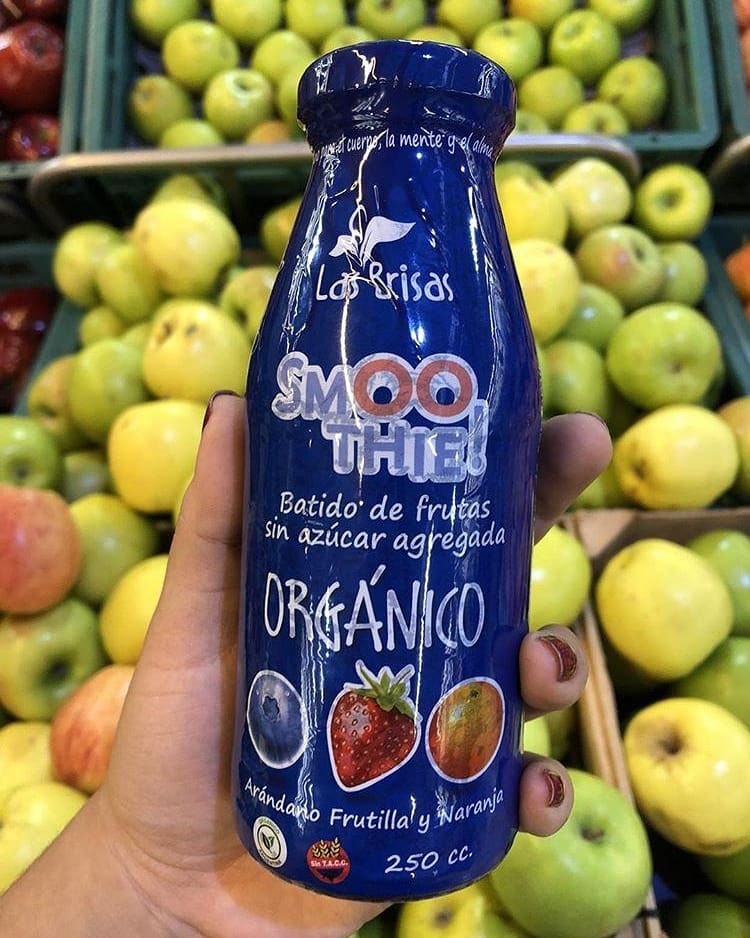 el cuerpo, la mente y el alma
Las Brisas
SMOO
THIE!
Batido de frutas
sin azúcar agregada
ORGÁNICO
Arándano Frutilla y Naranja
Sin T.A.C.C.
250 cc.